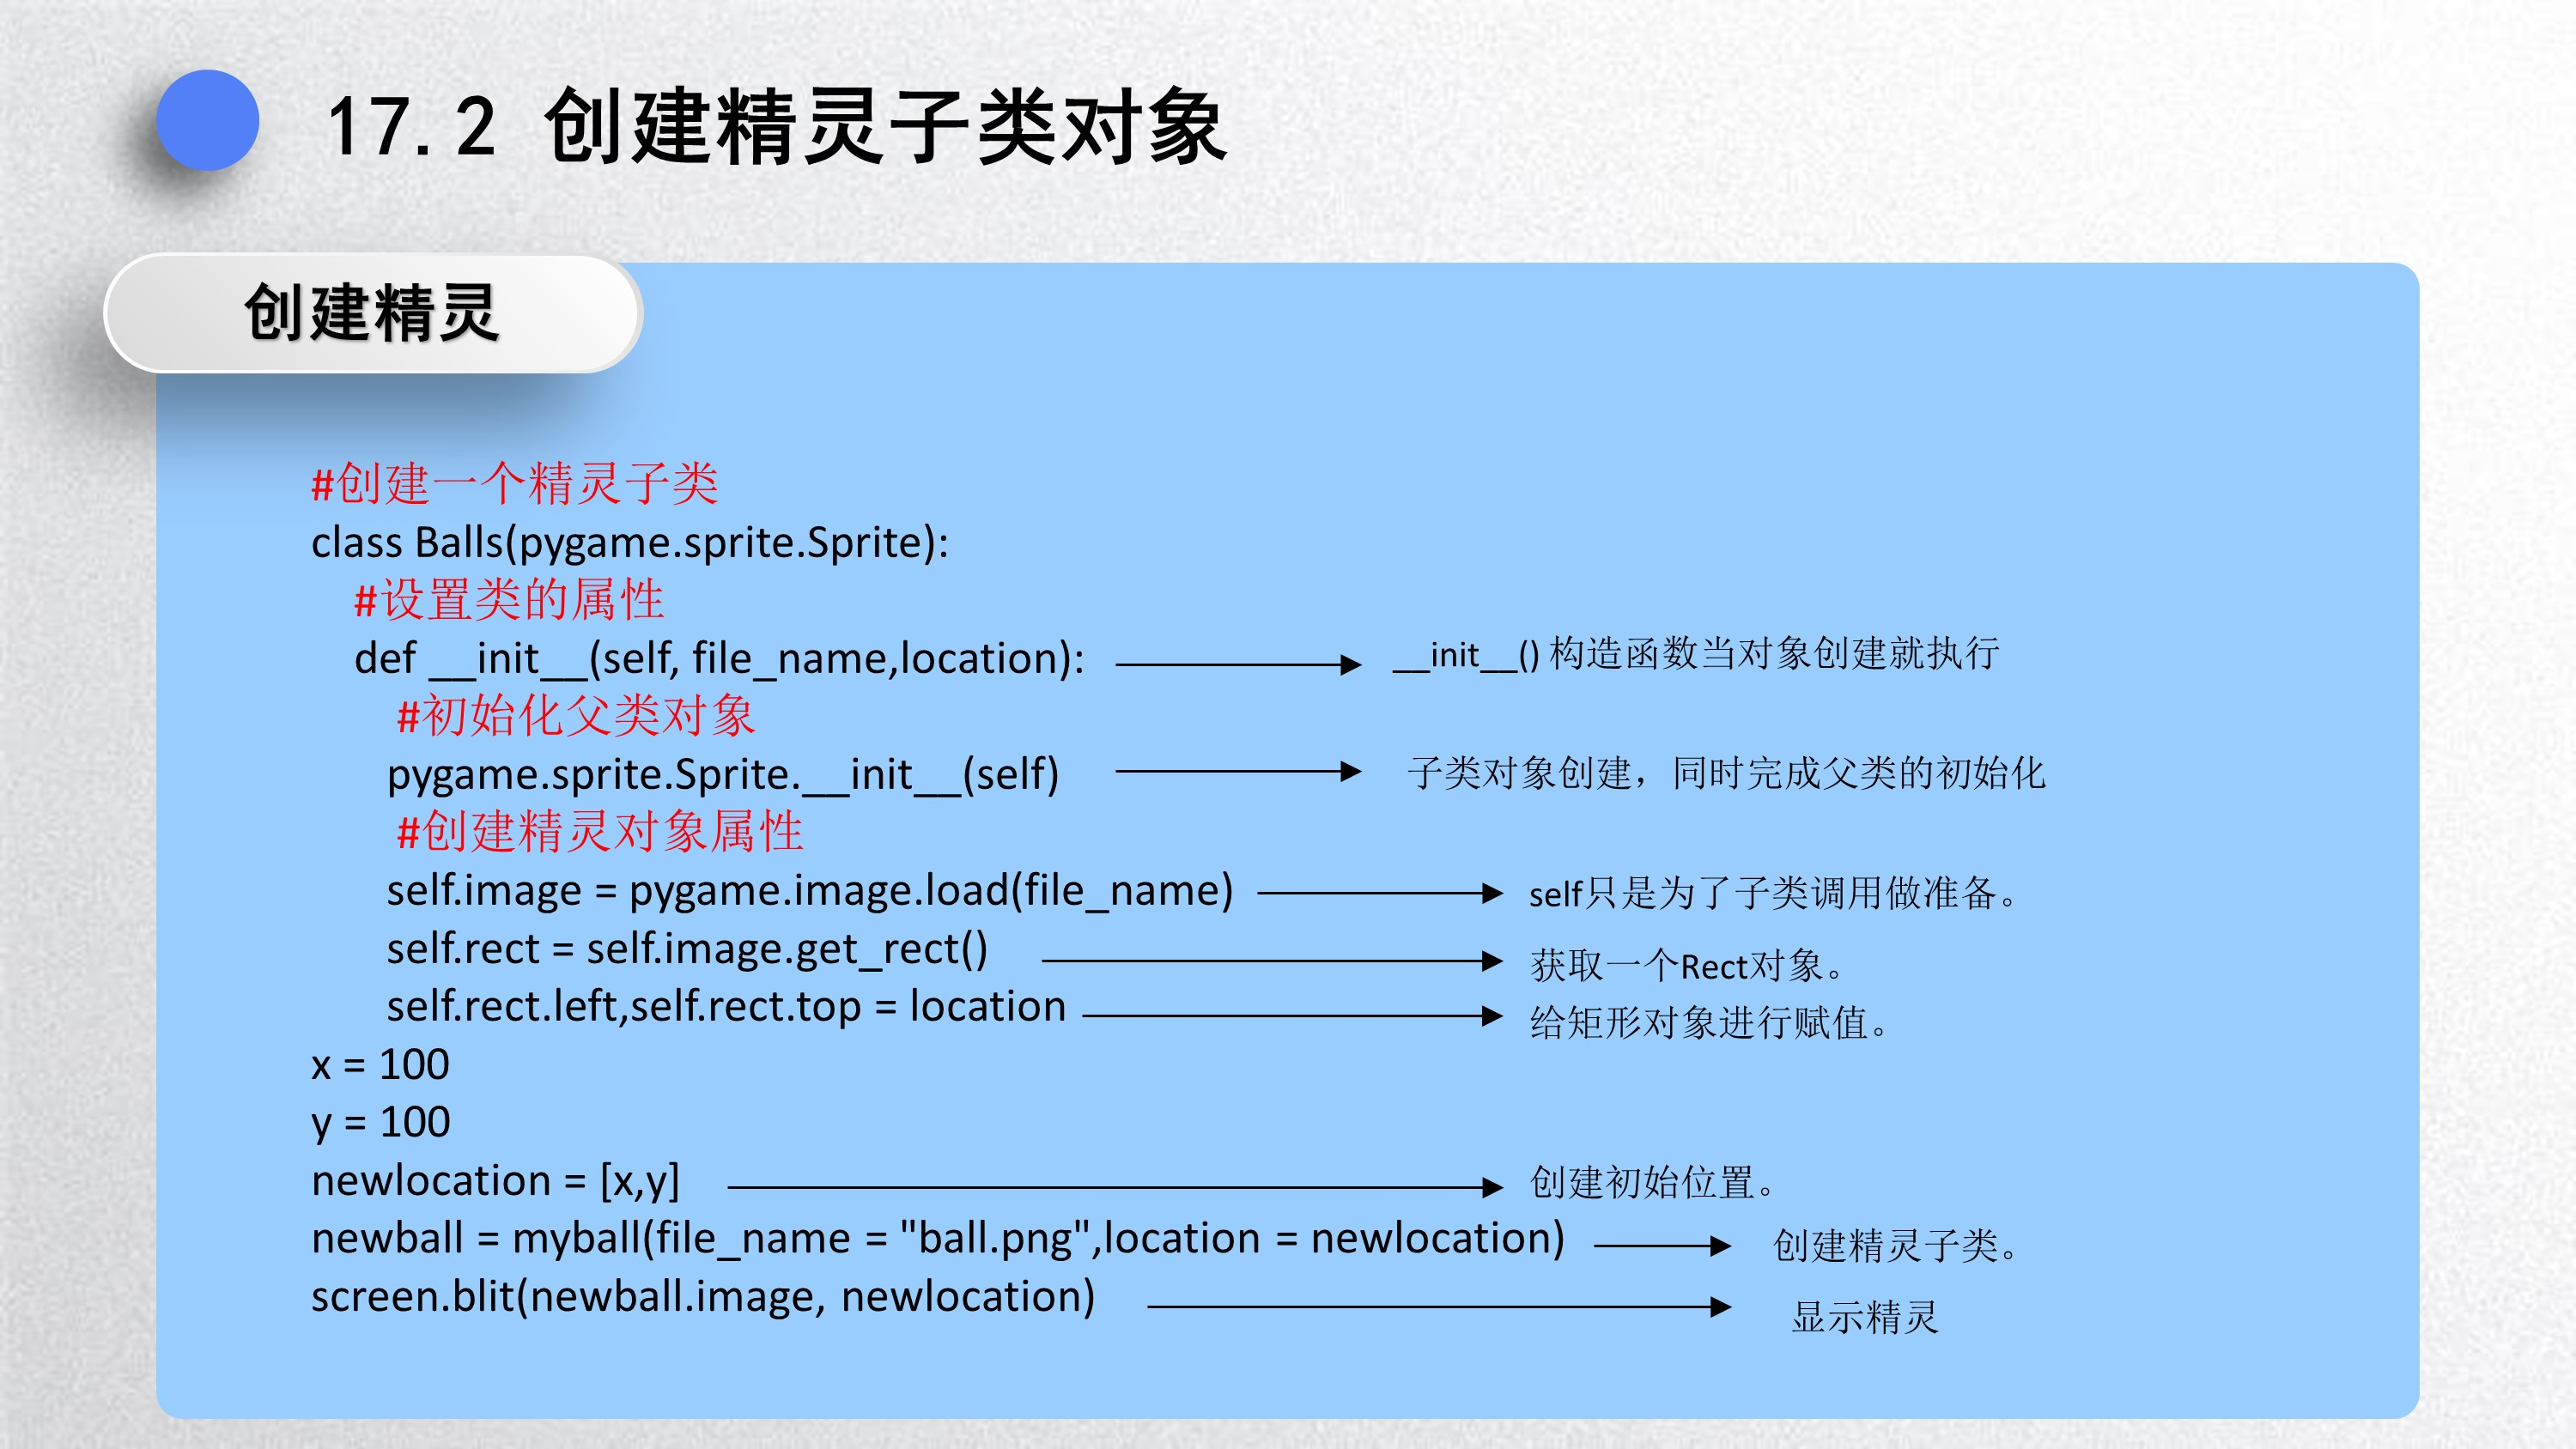 17.2 创建精灵子类对象
创建精灵
#创建一个精灵子类
class Balls(pygame.sprite.Sprite):
#设置类的属性
def __init__(self, file_name,location):
__init__() 构造函数当对象创建就执行
#初始化父类对象
pygame.sprite.Sprite.__init__(self)
子类对象创建，同时完成父类的初始化
#创建精灵对象属性
self.image = pygame.image.load(file_name)
self只是为了子类调用做准备。
self.rect = self.image.get_rect()
获取一个Rect对象。
self.rect.left,self.rect.top = location
给矩形对象进行赋值。
x = 100
y = 100
newlocation = [x,y]
创建初始位置。
newball = myball(file_name = "ball.png",location = newlocation)
创建精灵子类。
screen.blit(newball.image, newlocation)
显示精灵